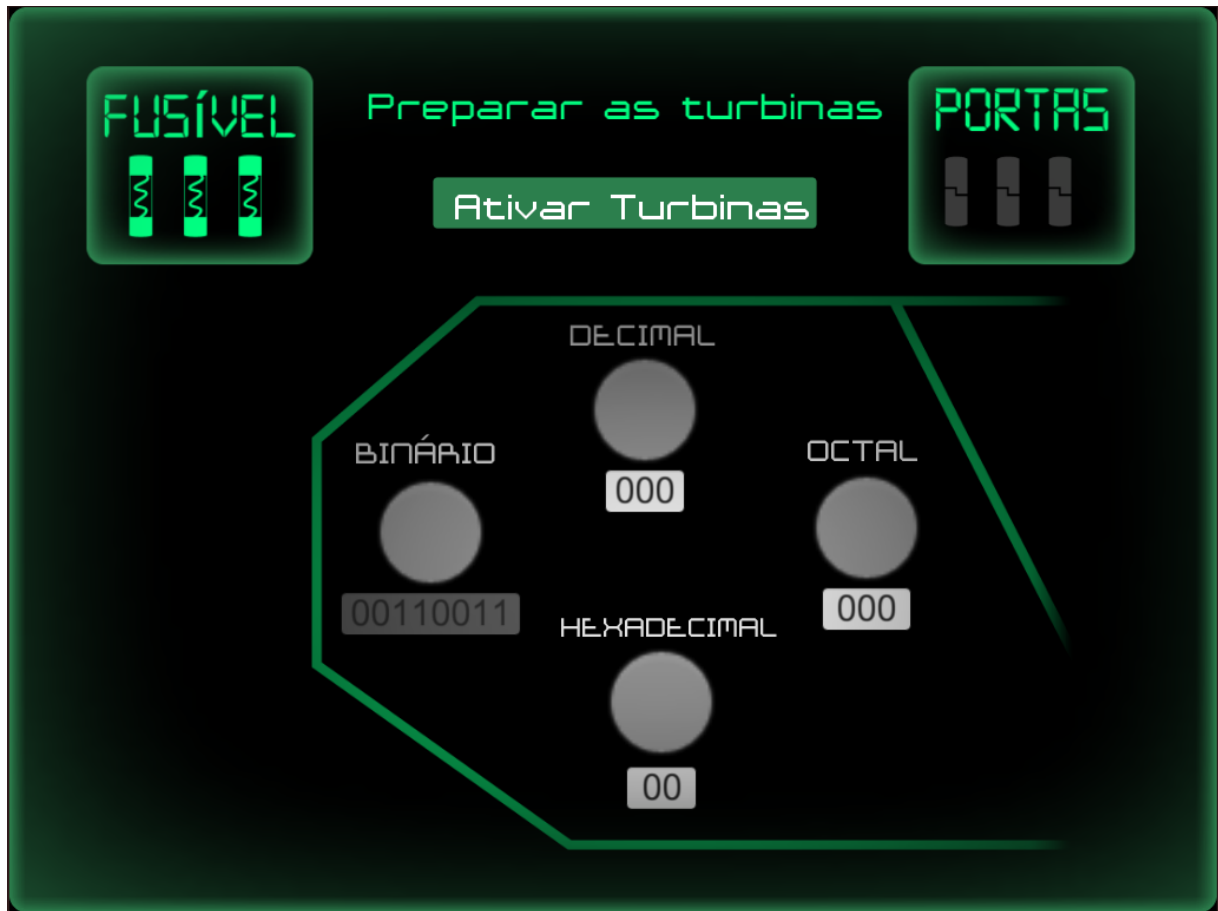 FUSÍVEL
Preparar as turbinas
PORTAS
Ativar Turbinas
DECIMAL
000
BINÁRIO
00110011
OCTAL
000
HEXADECIMAL
00